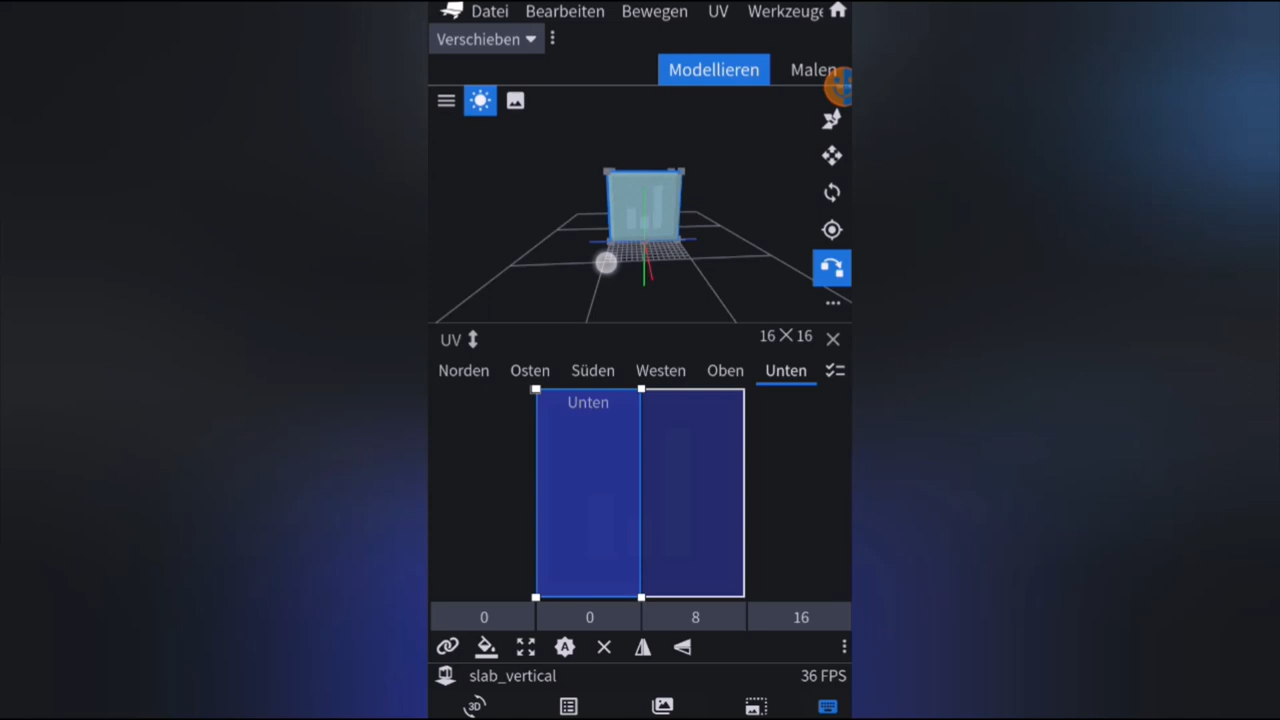 Datei Bearbeiten Bewegen UV Werkzeuge
Verschieben
Modellieren Malen
UV 16 × 16
Norden Osten Süden Westen Oben Unten
Unten
0 0 8 16
slab_vertical 36 FPS
3D